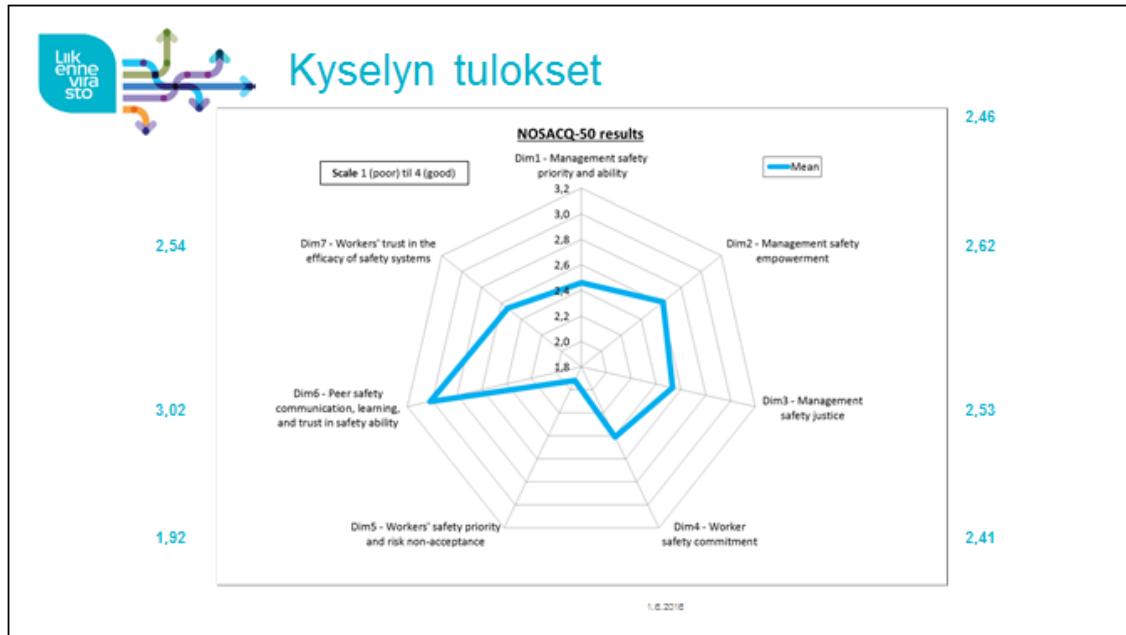 Liik
enne
vira
sto
Kyselyn tulokset
2,46
NOSACQ-50 results
Dim1 - Management safety
priority and ability
Scale 1 (poor) til 4 (good)
Mean
3,2
3,0
2,8
2,6
2,4
2,2
2,0
1,8
2,54
Dim7 - Workers' trust in the
efficacy of safety systems
Dim2 - Management safety
empowerment
2,62
3,02
Dim6 - Peer safety
communication, learning,
and trust in safety ability
Dim3 - Management
safety justice
2,53
1,92
Dim5 - Workers' safety priority
and risk non-acceptance
Dim4 - Worker
safety commitment
2,41
1.6.2016